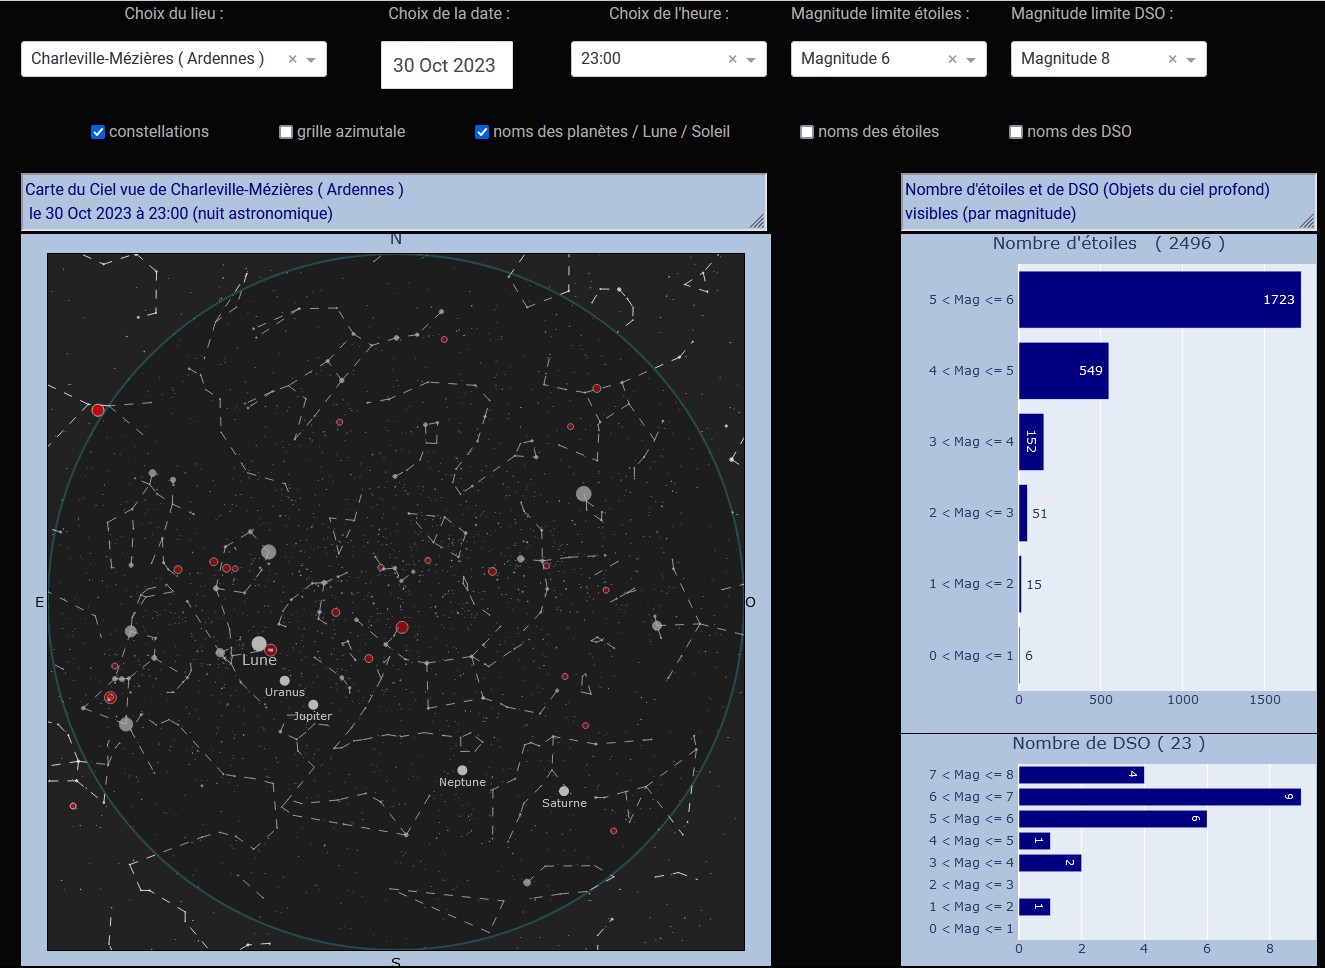 Choix du lieu :
Choix de la date :
Choix de l'heure :
Magnitude limite étoiles :
Magnitude limite DSO :
Charleville-Mézières ( Ardennes ) ×
30 Oct 2023
23:00 ×
Magnitude 6 ×
Magnitude 8 ×
constellations
grille azimutale
noms des planètes / Lune / Soleil
noms des étoiles
noms des DSO
Carte du Ciel vue de Charleville-Mézières ( Ardennes )
le 30 Oct 2023 à 23:00 (nuit astronomique)
N
E
O
S
Lune
Uranus
Jupiter
Neptune
Saturne
Nombre d'étoiles et de DSO (Objets du ciel profond)
visibles (par magnitude)
Nombre d'étoiles ( 2496 )
5 < Mag <= 6 1723
4 < Mag <= 5 549
3 < Mag <= 4 152
2 < Mag <= 3 51
1 < Mag <= 2 15
0 < Mag <= 1 6
0 500 1000 1500
Nombre de DSO ( 23 )
7 < Mag <= 8 4
6 < Mag <= 7 9
5 < Mag <= 6 6
4 < Mag <= 5 1
3 < Mag <= 4 2
2 < Mag <= 3
1 < Mag <= 2 1
0 < Mag <= 1
0 2 4 6 8